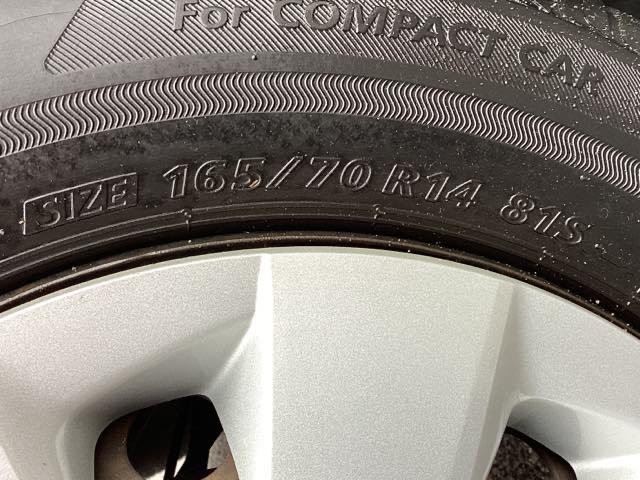 For COMPACT CAR
SIZE 165/70 R14 81S